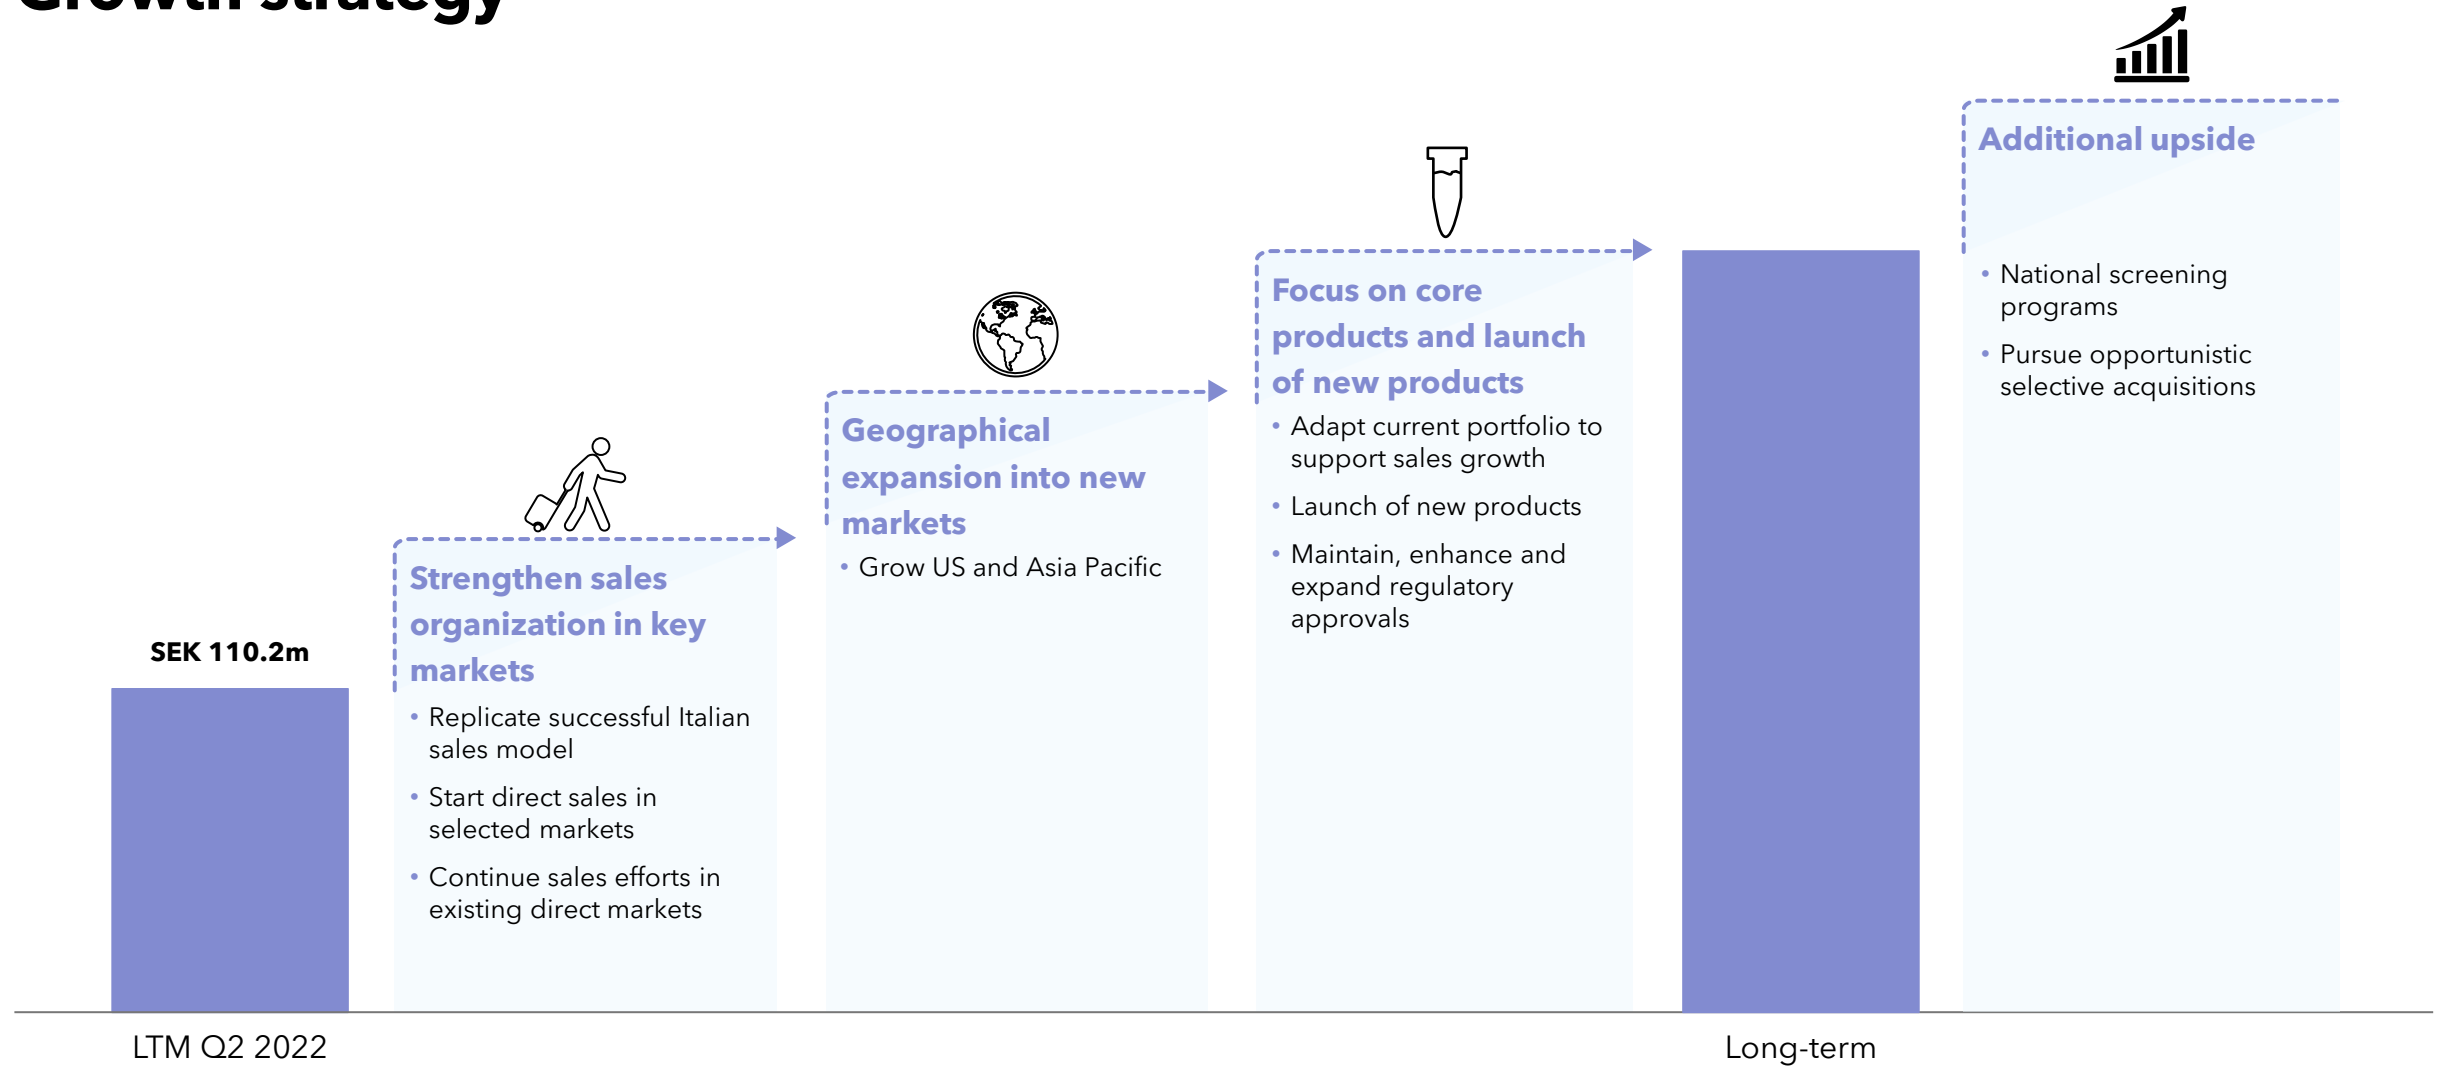 Growth strategy
SEK 110.2m
LTM Q2 2022
Strengthen sales
organization in key
markets
• Replicate successful Italian
sales model
• Start direct sales in
selected markets
• Continue sales efforts in
existing direct markets
Geographical
expansion into new
markets
• Grow US and Asia Pacific
Focus on core
products and launch
of new products
• Adapt current portfolio to
support sales growth
• Launch of new products
• Maintain, enhance and
expand regulatory
approvals
Long-term
Additional upside
• National screening
programs
• Pursue opportunistic
selective acquisitions